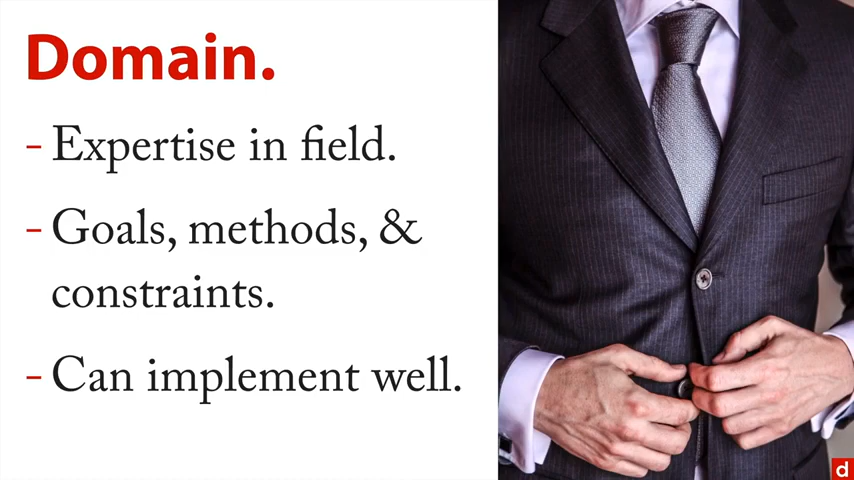 Domain.
- Expertise in field.
- Goals, methods, &
constraints.
- Can implement well.
d